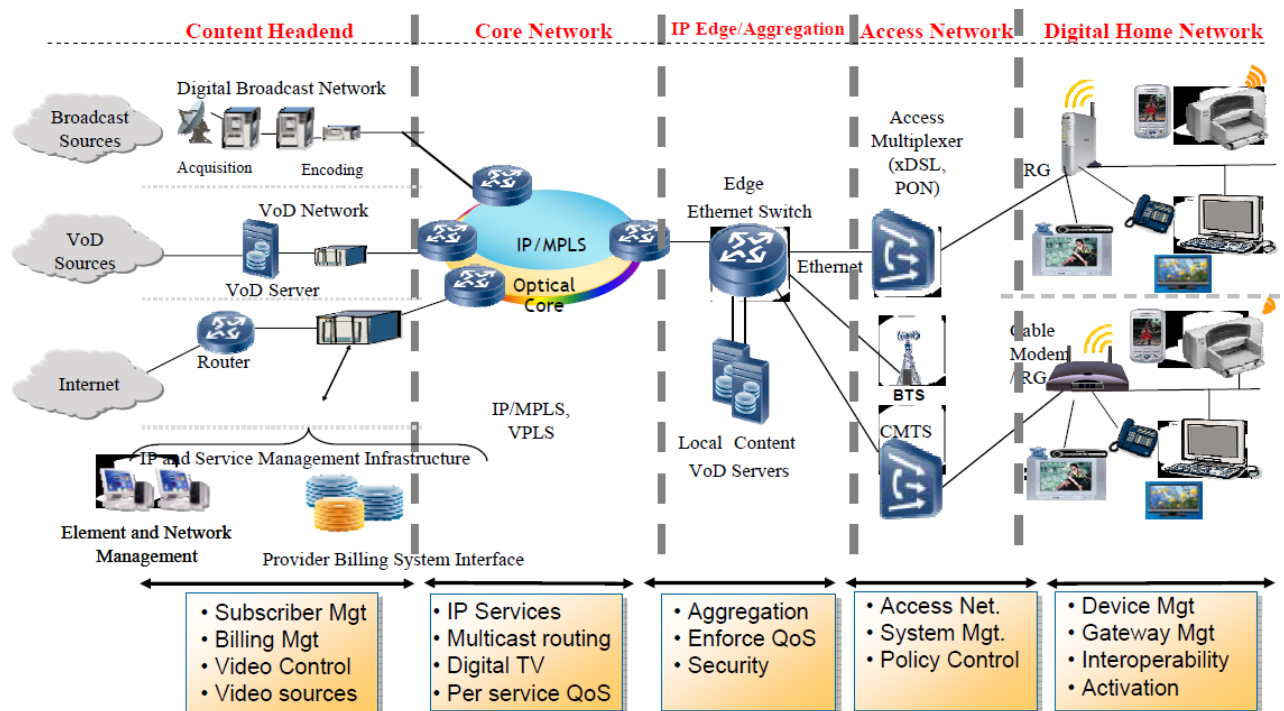 Content Headend
Core Network
IP Edge/Aggregation
Access Network
Digital Home Network
Broadcast
Sources
Digital Broadcast Network
Acquisition
Encoding
VoD
Sources
VoD Network
VoD Server
Internet
Router
IP and Service Management Infrastructure
Element and Network
Management
Provider Billing System Interface
IP/MPLS
Optical
Core
IP/MPLS,
VPLS
Edge
Ethernet Switch
Ethernet
Local Content
VoD Servers
Access
Multiplexer
(xDSL,
PON)
BTS
CMTS
RG
Cable
Modem
/ RG
• Subscriber Mgt
• Billing Mgt
• Video Control
• Video sources
• IP Services
• Multicast routing
• Digital TV
• Per service QoS
• Aggregation
• Enforce QoS
• Security
• Access Net.
• System Mgt.
• Policy Control
• Device Mgt
• Gateway Mgt
• Interoperability
• Activation